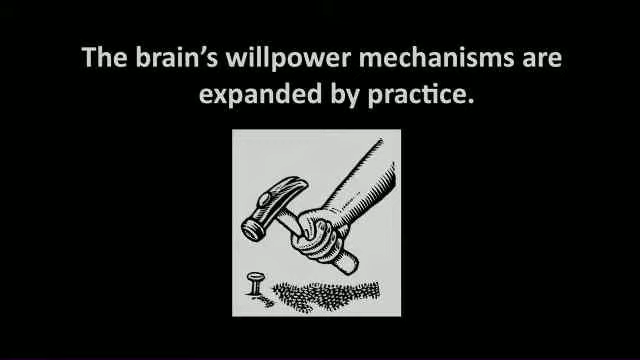 The brain’s willpower mechanisms are
expanded by practice.